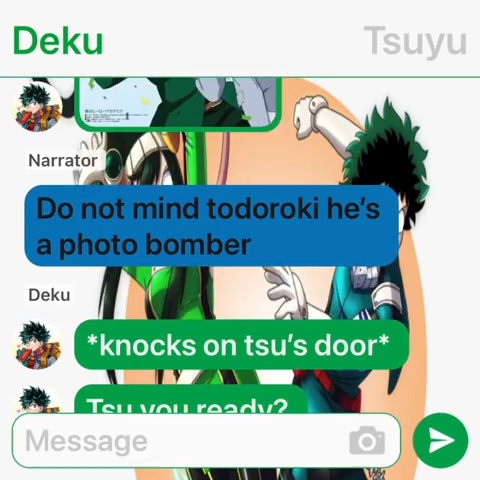 Deku Tsuyu
Narrator
Do not mind todoroki he's
a photo bomber
Deku
*knocks on tsu's door*
Tsu you ready?
Message